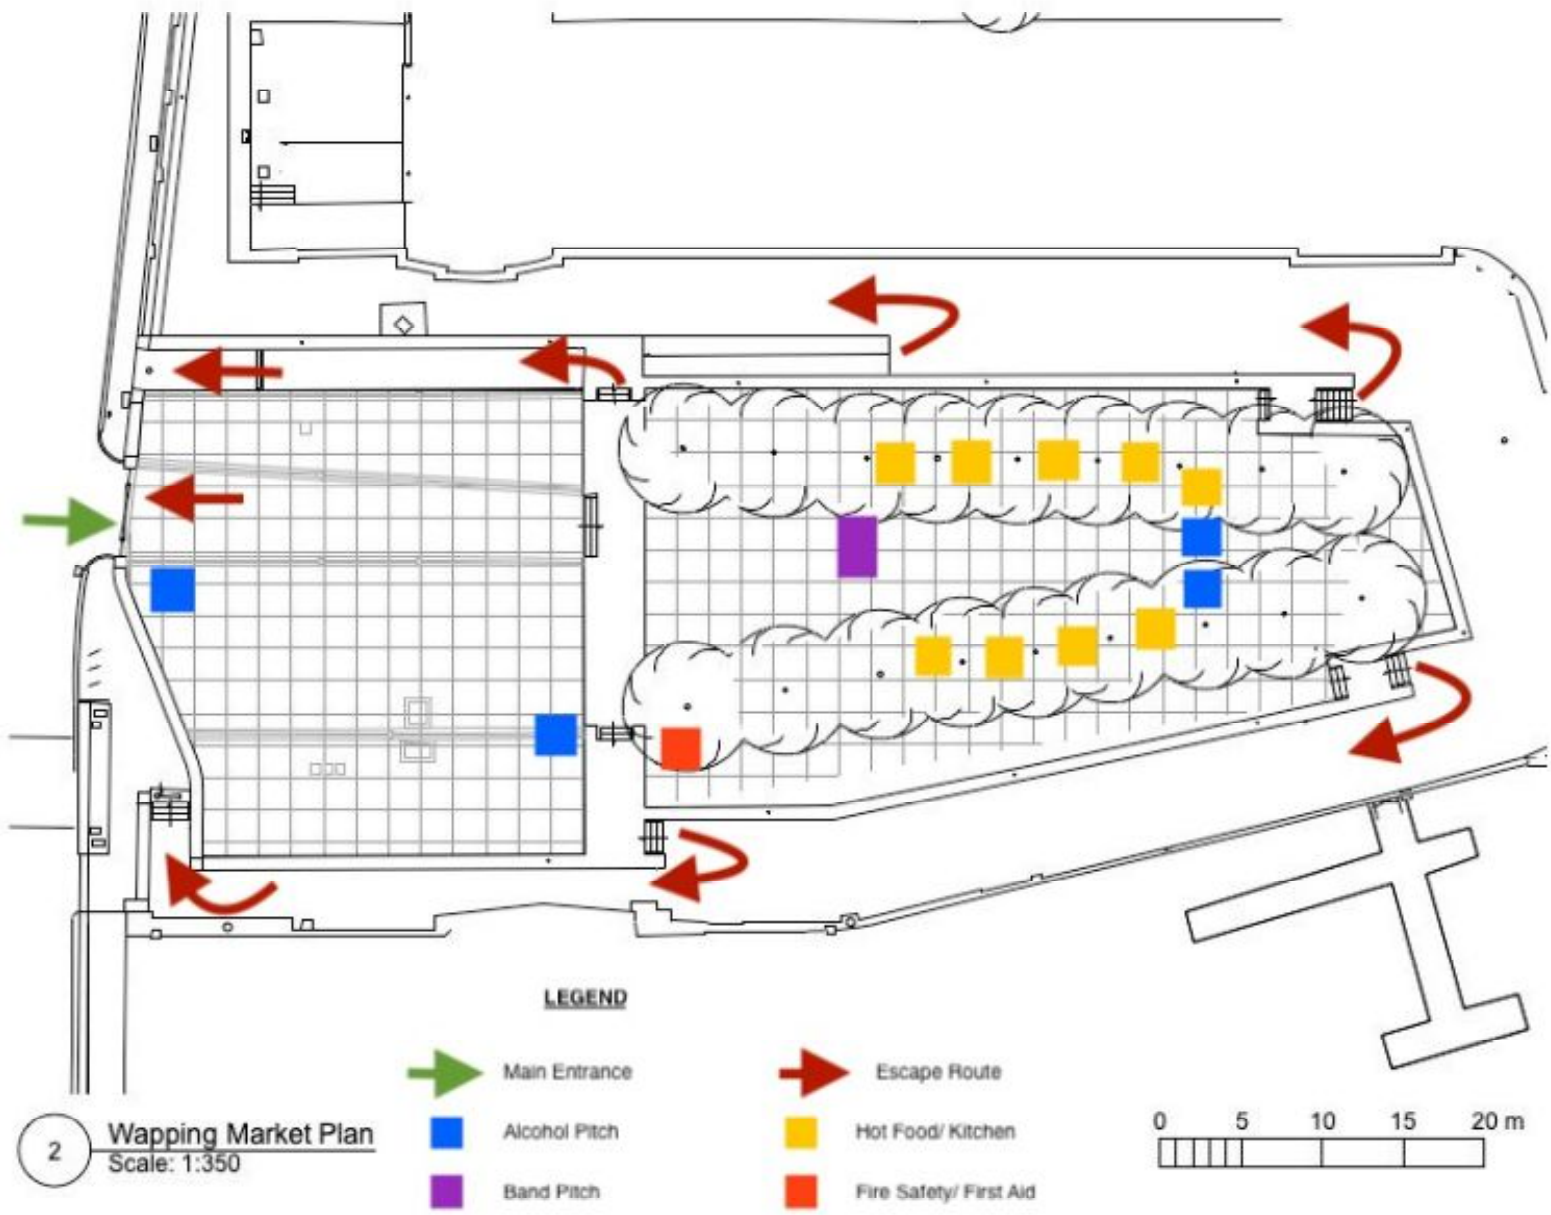 LEGEND
Main Entrance
Escape Route
Alcohol Pitch
Hot Food/ Kitchen
Band Pitch
Fire Safety/ First Aid
2
Wapping Market Plan
Scale: 1:350
0 5 10 15 20 m